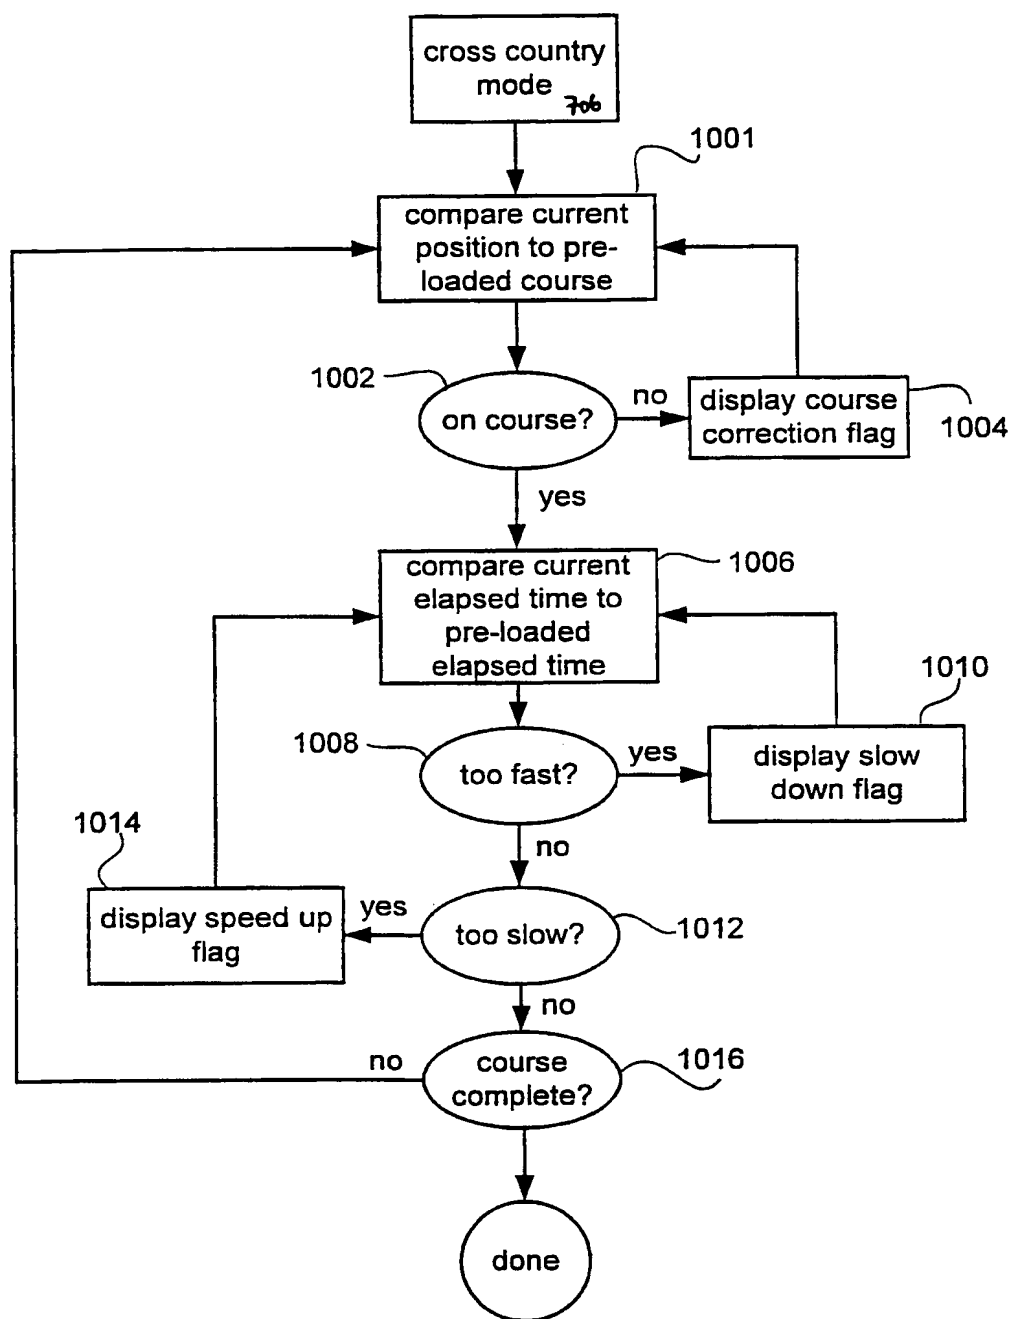 cross country
mode
706
1001
compare current
position to pre-
loaded course
1002
on course?
no
display course
correction flag
1004
yes
compare current
elapsed time to
pre-loaded
elapsed time
1006
1008
too fast?
yes
display slow
down flag
1010
no
1014
display speed up
flag
yes
too slow?
1012
no
no
course
complete?
1016
done